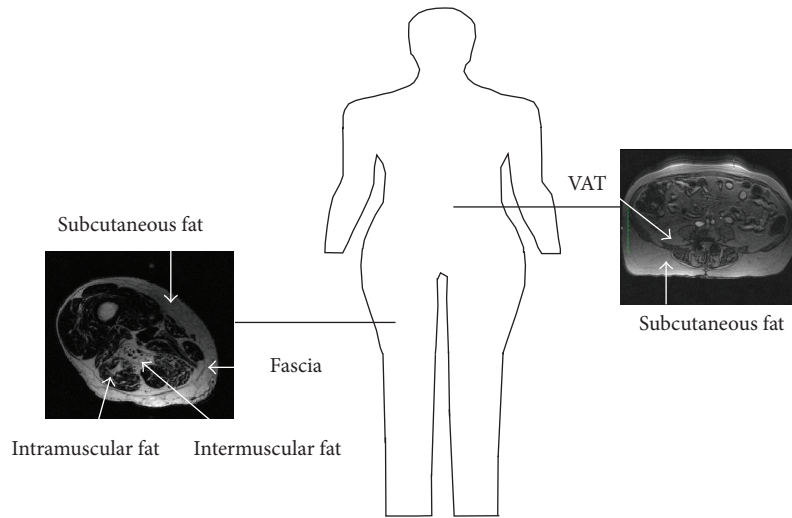 VAT
Subcutaneous fat
Subcutaneous fat
Fascia
Intramuscular fat
Intermuscular fat